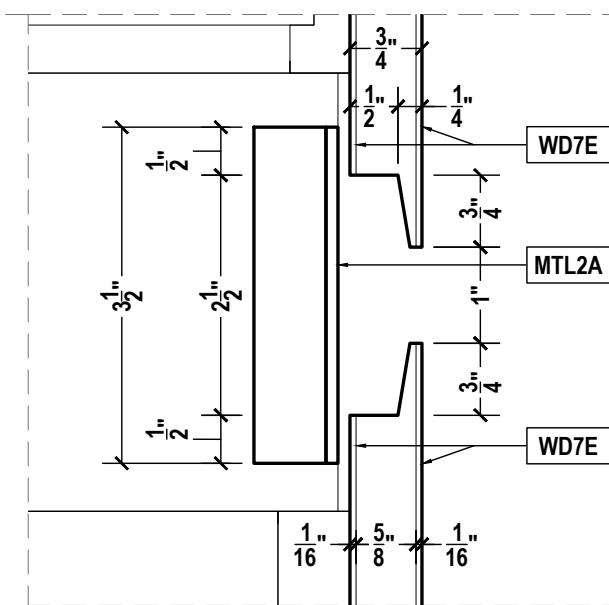 3/4"
1/2" 1/4"
WD7E
1/2"
3/4"
MTL2A
3 1/2"
2 1/2"
1"
3/4"
1/2"
WD7E
1/16" 5/8" 1/16"